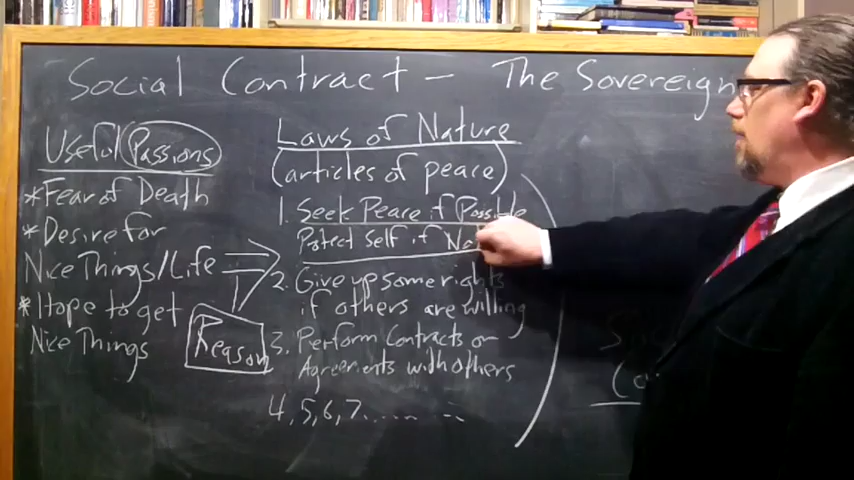 Social Contract - The Sovereign
Useful Passions
*Fear of Death
*Desire for
Nice Things/Life
*Hope to get
Nice Things
Reason
Laws of Nature
(articles of peace)
1. Seek Peace if Possible
Protect Self if
2. Give up some rights
if others are willing
3. Perform Contracts or
Agreements with others
4, 5, 6, 7.........